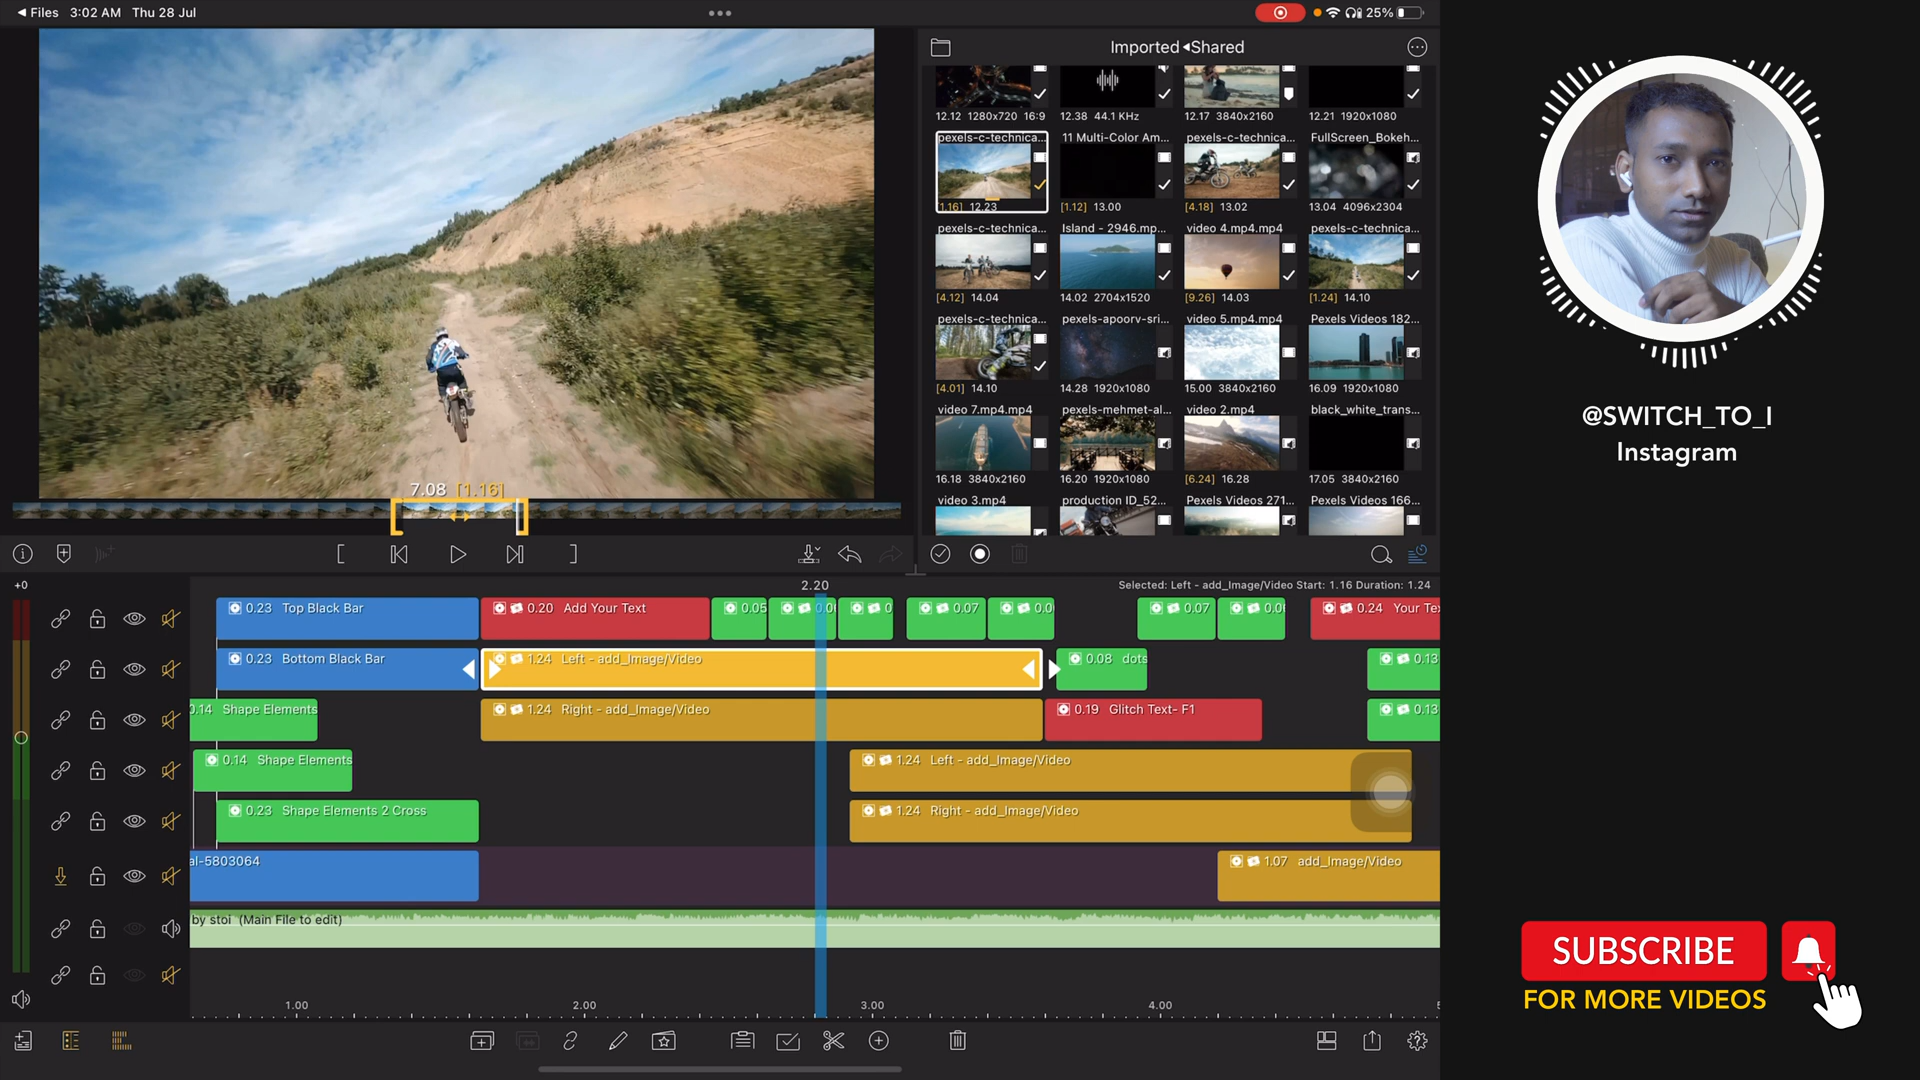 Files 3:02 AM Thu 28 Jul
25%
Imported Shared
12.12 1280x720 16:9
12.38 44.1 KHz
12.17 3840x2160
12.21 1920x1080
pexels-c-technica...
11 Multi-Color Am...
pexels-c-technica...
FullScreen_Bokeh...
[1.16] 12.23
[1.12] 13.00
[4.18] 13.02
13.04 4096x2304
pexels-c-technica...
Island - 2946.mp...
video 4.mp4.mp4
pexels-c-technica...
[4.12] 14.04
14.02 2704x1520
[9.26] 14.03
[1.24] 14.10
pexels-c-technica...
pexels-apoorv-sri...
video 5.mp4.mp4
Pexels Videos 182...
[4.01] 14.10
14.28 1920x1080
15.00 3840x2160
16.09 1920x1080
video 7.mp4.mp4
pexels-mehmet-al...
video 2.mp4
black_white_trans...
16.18 3840x2160
16.20 1920x1080
[6.24] 16.28
17.05 3840x2160
video 3.mp4
production ID_52...
Pexels Videos 271...
Pexels Videos 166...
7.08 [1.16]
+0
2.20
Selected: Left - add_Image/Video Start: 1.16 Duration: 1.24
0.23 Top Black Bar
0.20 Add Your Text
0.05
0.0
0
0.07
0.0
0.07
0.0
0.24 Your Te
0.23 Bottom Black Bar
1.24 Left - add_Image/Video
0.08 dots
0.13
0.14 Shape Elements
1.24 Right - add_Image/Video
0.19 Glitch Text- F1
0.13
0.14 Shape Elements
1.24 Left - add_Image/Video
0.23 Shape Elements 2 Cross
1.24 Right - add_Image/Video
al-5803064
1.07 add_Image/Video
by stoi (Main File to edit)
1.00
2.00
3.00
4.00
@SWITCH_TO_I
Instagram
SUBSCRIBE
FOR MORE VIDEOS